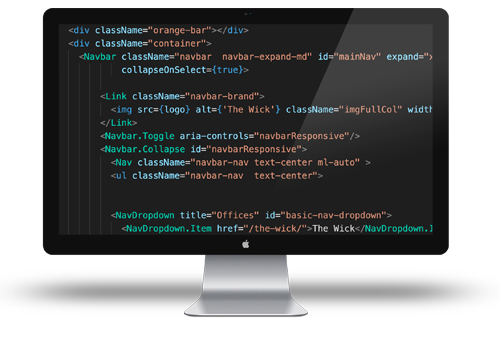 <div className="orange-bar"></div>
<div className="container">
<Navbar className="navbar  navbar-expand-md" id="mainNav" expand="x
collapseOnSelect={true}>
<Link className="navbar-brand">
<img src={logo} alt={'The Wick'} className="imgFullCol" width
</Link>
<Navbar.Toggle aria-controls="navbarResponsive"/>
<Navbar.Collapse id="navbarResponsive">
<Nav className="navbar-nav text-center ml-auto" >
<ul className="navbar-nav  text-center">
<NavDropdown title="Offices" id="basic-nav-dropdown">
<NavDropdown.Item href="/the-wick/">The Wick</NavDropdown.I